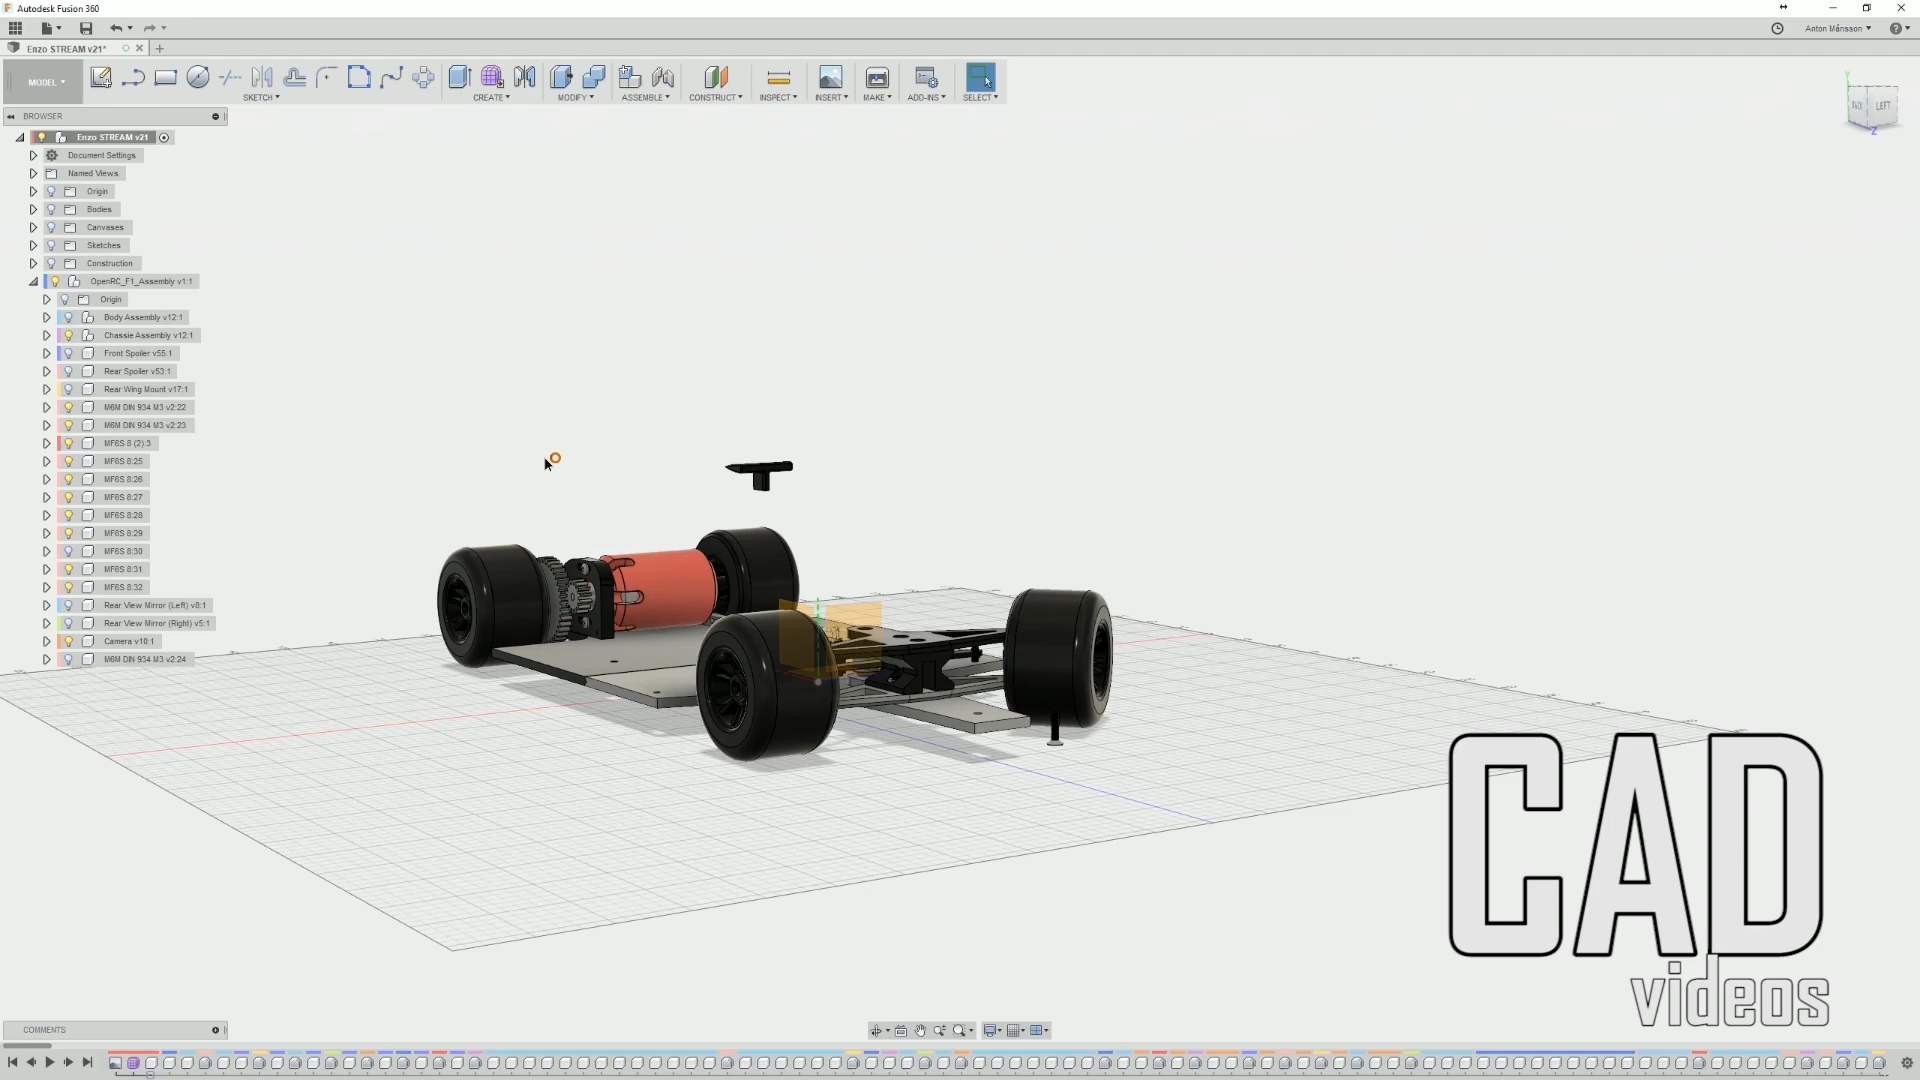 Autodesk Fusion 360
Anton Månsson
Enzo STREAM v21*
MODEL
SKETCH
CREATE
MODIFY
ASSEMBLE
CONSTRUCT
INSPECT
INSERT
MAKE
ADD-INS
SELECT
LEFT
Y
Z
BROWSER
Enzo STREAM v21
Document Settings
Named Views
Origin
Bodies
Canvases
Sketches
Construction
OpenRC_F1_Assembly v1:1
Origin
Body Assembly v12:1
Chassie Assembly v12:1
Front Spoiler v55:1
Rear Spoiler v53:1
Rear Wing Mount v17:1
M6M DIN 934 M3 v2:22
M6M DIN 934 M3 v2:23
MF6S 8 (2):3
MF6S 8:25
MF6S 8:26
MF6S 8:27
MF6S 8:28
MF6S 8:29
MF6S 8:30
MF6S 8:31
MF6S 8:32
Rear View Mirror (Left) v8:1
Rear View Mirror (Right) v5:1
Camera v10:1
M6M DIN 934 M3 v2:24
CAD
videos
COMMENTS